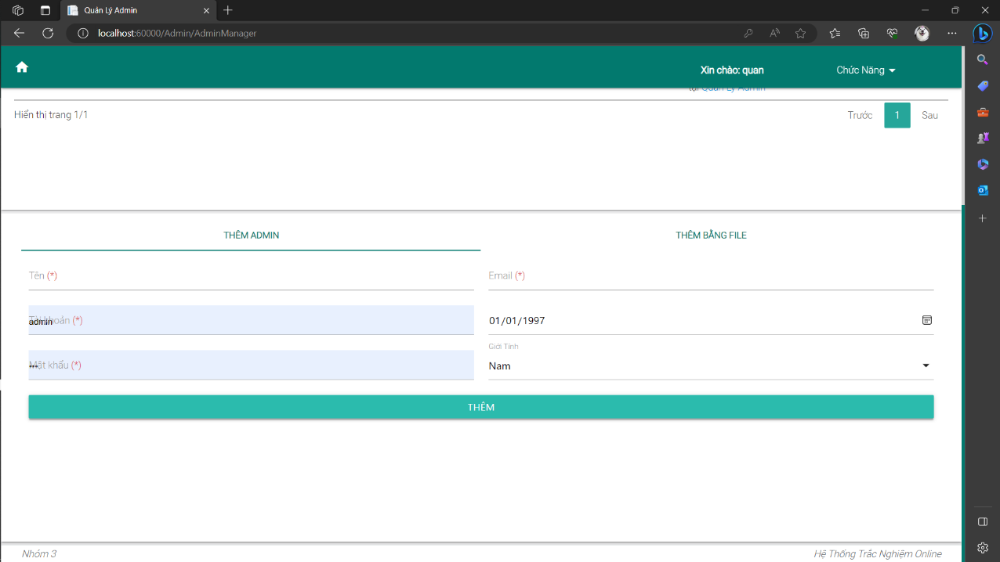 Quản Lý Admin
localhost:60000/Admin/AdminManager
Xin chào: quan
Chức Năng
tại Quản Lý Admin
Hiển thị trang 1/1
Trước 1 Sau
THÊM ADMIN
THÊM BẰNG FILE
Tên (*)
Email (*)
Tài khoản (*)
admin
01/01/1997
Mật khẩu (*)
Giới Tính
Nam
THÊM
Nhóm 3
Hệ Thống Trắc Nghiệm Online